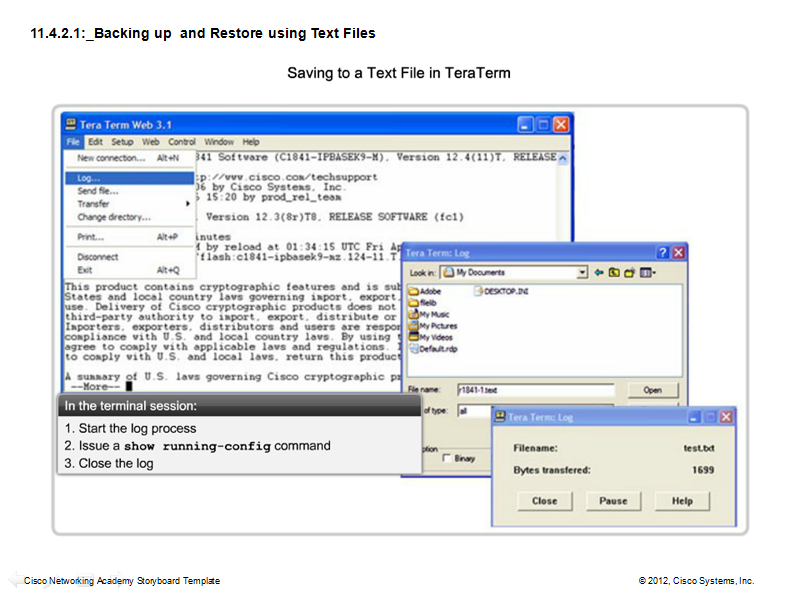 11.4.2.1:_Backing up and Restore using Text Files
Saving to a Text File in TeraTerm
Tera Term Web 3.1
File Edit Setup Web Control Window Help
New connection... Alt+N
Log...
Send file...
Transfer
Change directory...
Print... Alt+P
Disconnect
Exit Alt+Q
841 Software (C1841-IPBASEK9-M), Version 12.4(11)T, RELEASE
p://www.cisco.com/techsupport
06 by Cisco Systems, Inc.
15:20 by prod_rel_team
Version 12.3(8r)T8, RELEASE SOFTWARE (fc1)
inutes
M by reload at 01:34:15 UTC Fri Ap
"flash:c1841-ipbasek9-mz.124-11.T
This product contains cryptographic features and is sub
States and local country laws governing import, export,
use. Delivery of Cisco cryptographic products does not
third-party authority to import, export, distribute or
Importers, exporters, distributors and users are respon
compliance with U.S. and local country laws. By using t
agree to comply with applicable laws and regulations. I
to comply with U.S. and local laws, return this product
A summary of U.S. laws governing Cisco cryptographic pr
--More--
Tera Term: Log
Look in: My Documents
Adobe
filelib
My Music
My Pictures
My Videos
Default.rdp
DESKTOP.INI
File name: r1841-1.text Open
of type: all
ption
Binary
Tera Term: Log
Filename: test.txt
Bytes transfered: 1699
Close Pause Help
In the terminal session:
1. Start the log process
2. Issue a show running-config command
3. Close the log
Cisco Networking Academy Storyboard Template
© 2012, Cisco Systems, Inc.